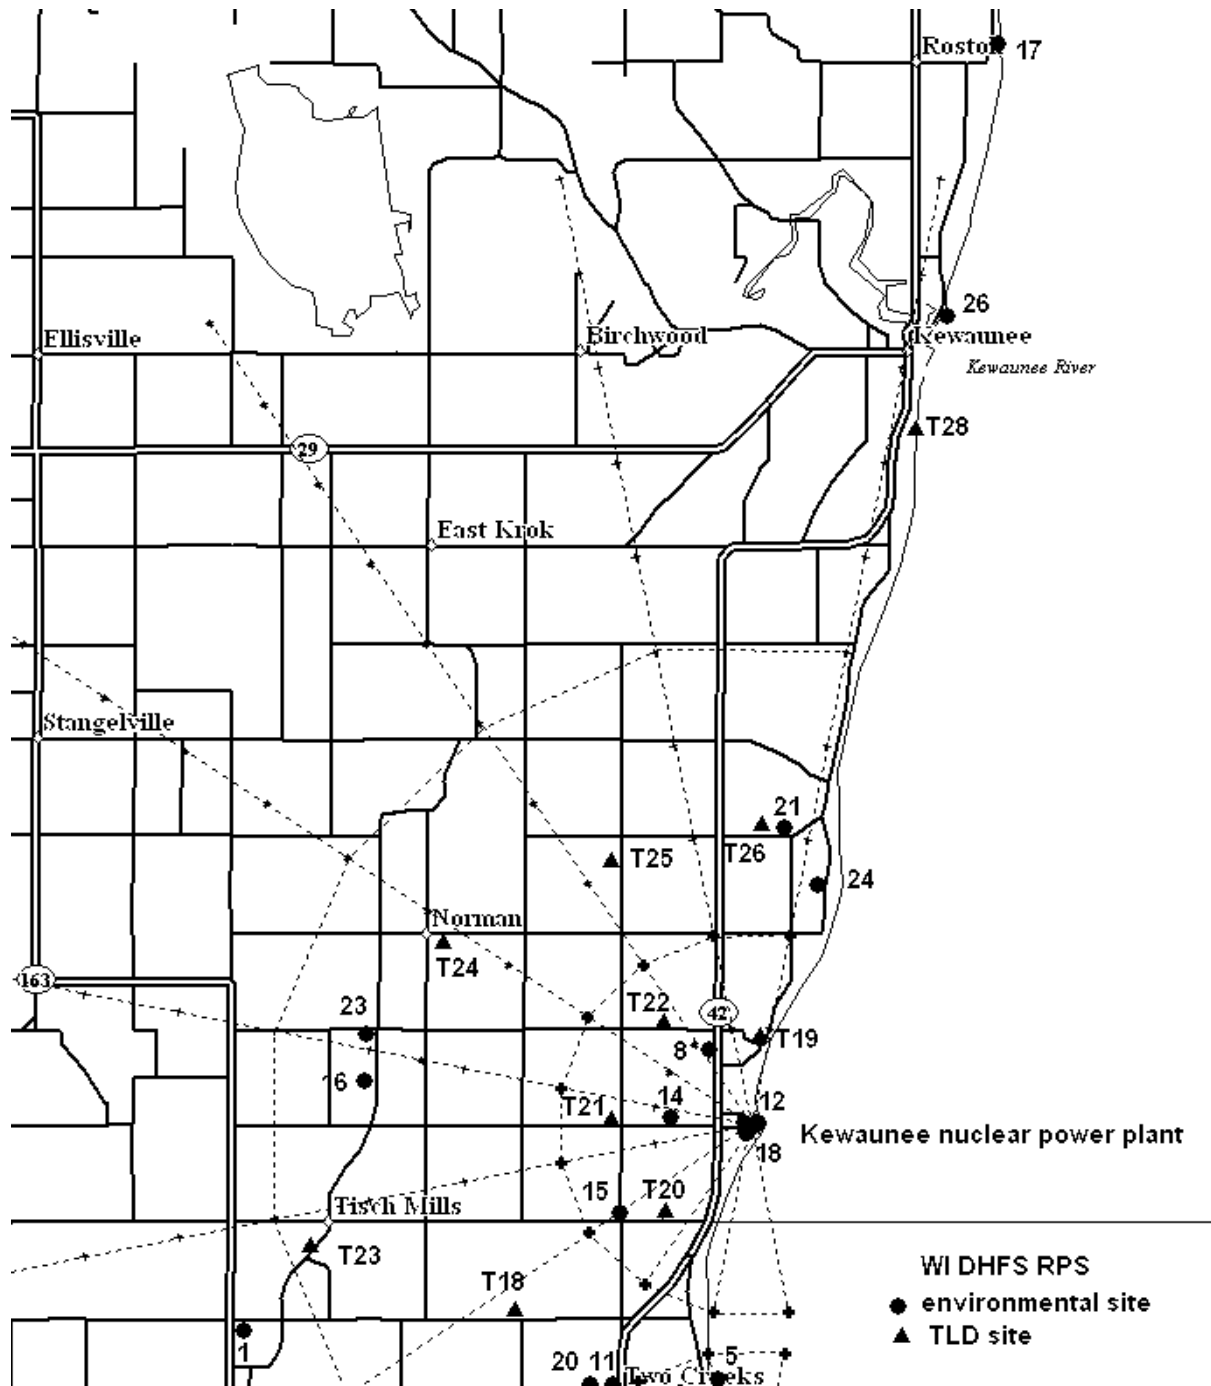 Rostok
17
26
Ellisville
Birchwood
Kewaunee
Kewaunee River
T28
29
East Krok
Stangelville
21
T25
T26
24
Norman
T24
163
23
T22
42
T19
8*
6
14
12
T21
Kewaunee nuclear power plant
18
15
T20
Tisch Mills
T23
WI DHFS RPS
T18
environmental site
TLD site
1
20
11
5
Two Creeks